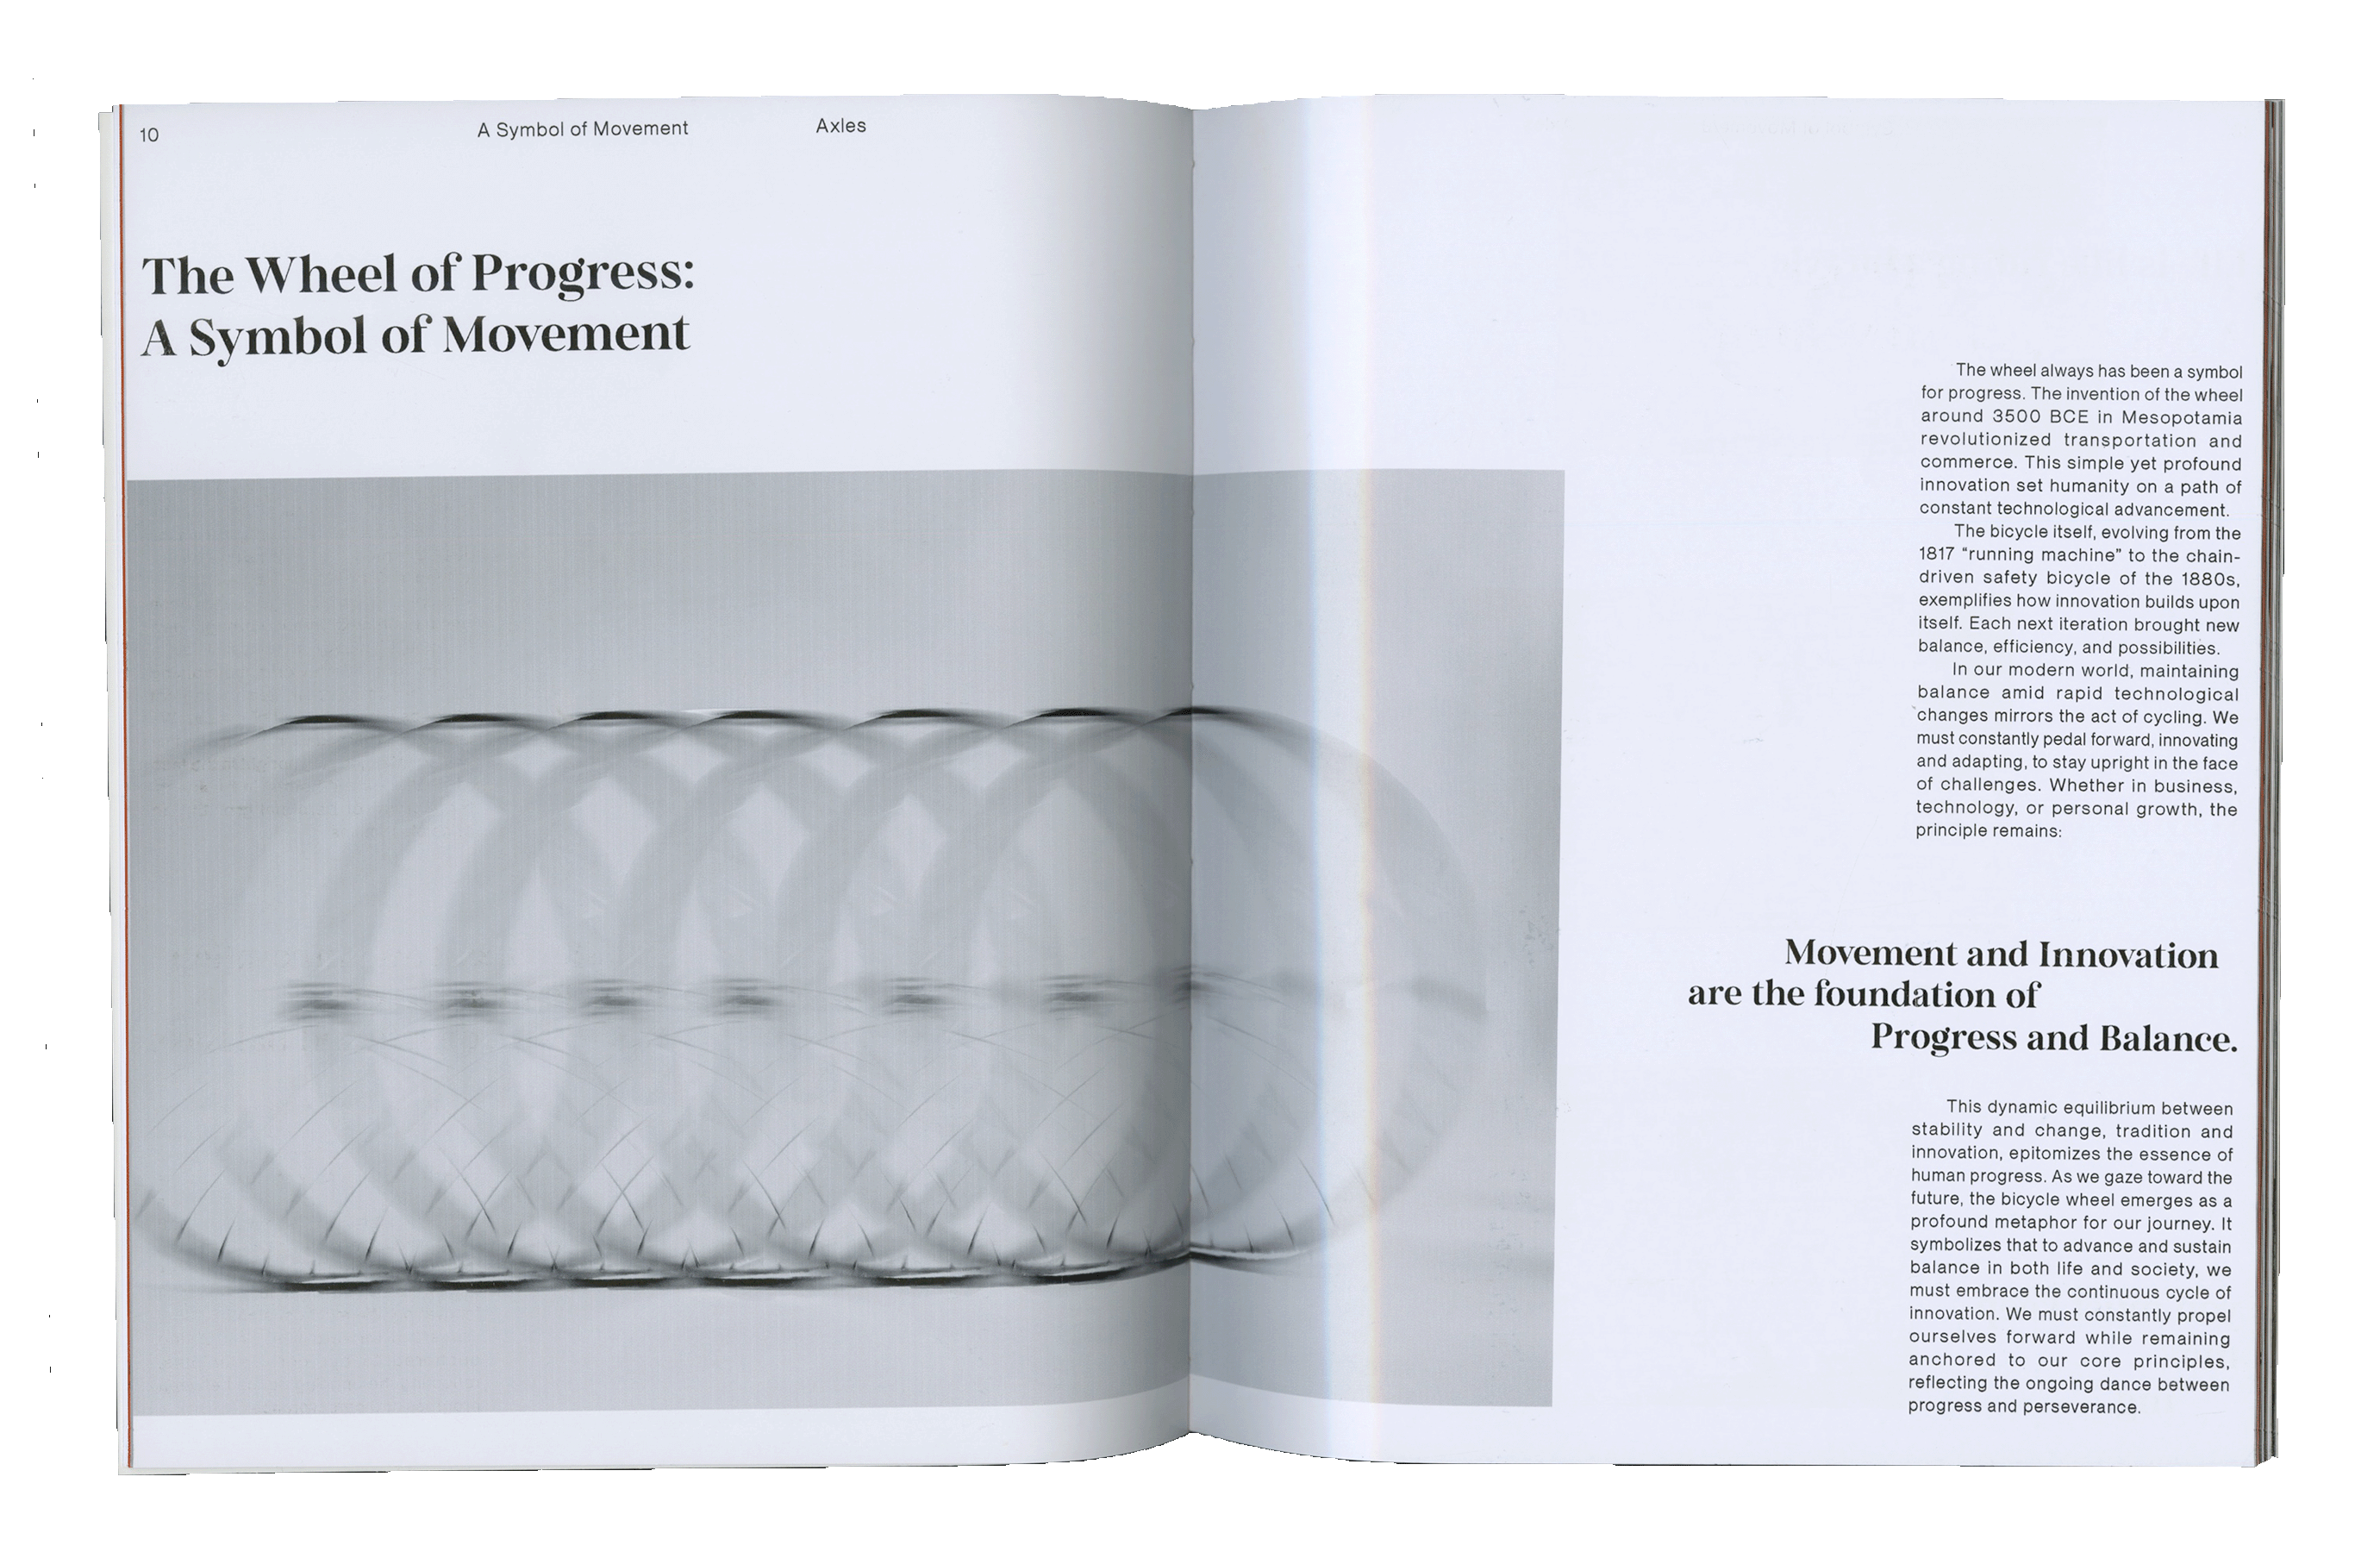 10
A Symbol of Movement
Axles
The Wheel of Progress:
A Symbol of Movement
The wheel always has been a symbol
for progress. The invention of the wheel
around 3500 BCE in Mesopotamia
revolutionized transportation and
commerce. This simple yet profound
innovation set humanity on a path of
constant technological advancement.
The bicycle itself, evolving from the
1817 “running machine” to the chain-
driven safety bicycle of the 1880s,
exemplifies how innovation builds upon
itself. Each next iteration brought new
balance, efficiency, and possibilities.
In our modern world, maintaining
balance amid rapid technological
changes mirrors the act of cycling. We
must constantly pedal forward, innovating
and adapting, to stay upright in the face
of challenges. Whether in business,
technology, or personal growth, the
principle remains:
Movement and Innovation
are the foundation of
Progress and Balance.
This dynamic equilibrium between
stability and change, tradition and
innovation, epitomizes the essence of
human progress. As we gaze toward the
future, the bicycle wheel emerges as a
profound metaphor for our journey. It
symbolizes that to advance and sustain
balance in both life and society, we
must embrace the continuous cycle of
innovation. We must constantly propel
ourselves forward while remaining
anchored to our core principles,
reflecting the ongoing dance between
progress and perseverance.